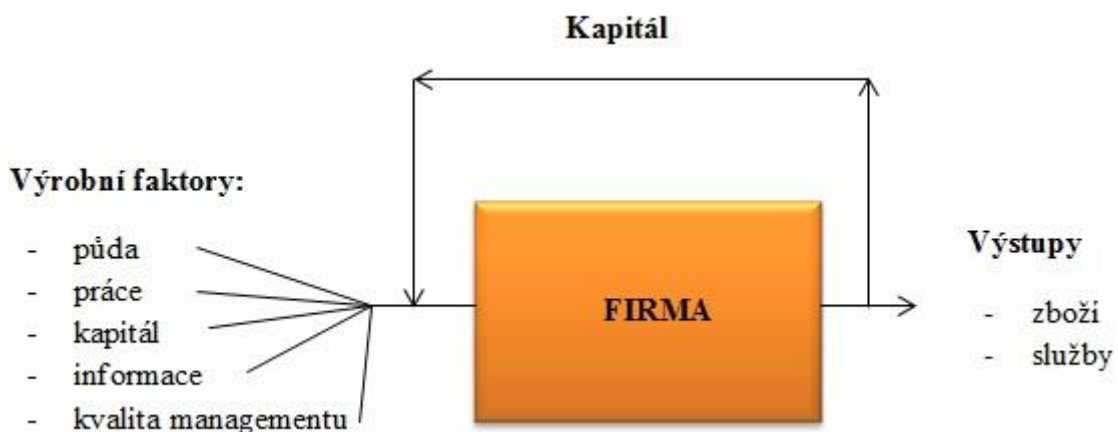 Kapitál
Výrobní faktory:
- půda
- práce
- kapitál
- informace
- kvalita managementu
FIRMA
Výstupy
- zboží
- služby